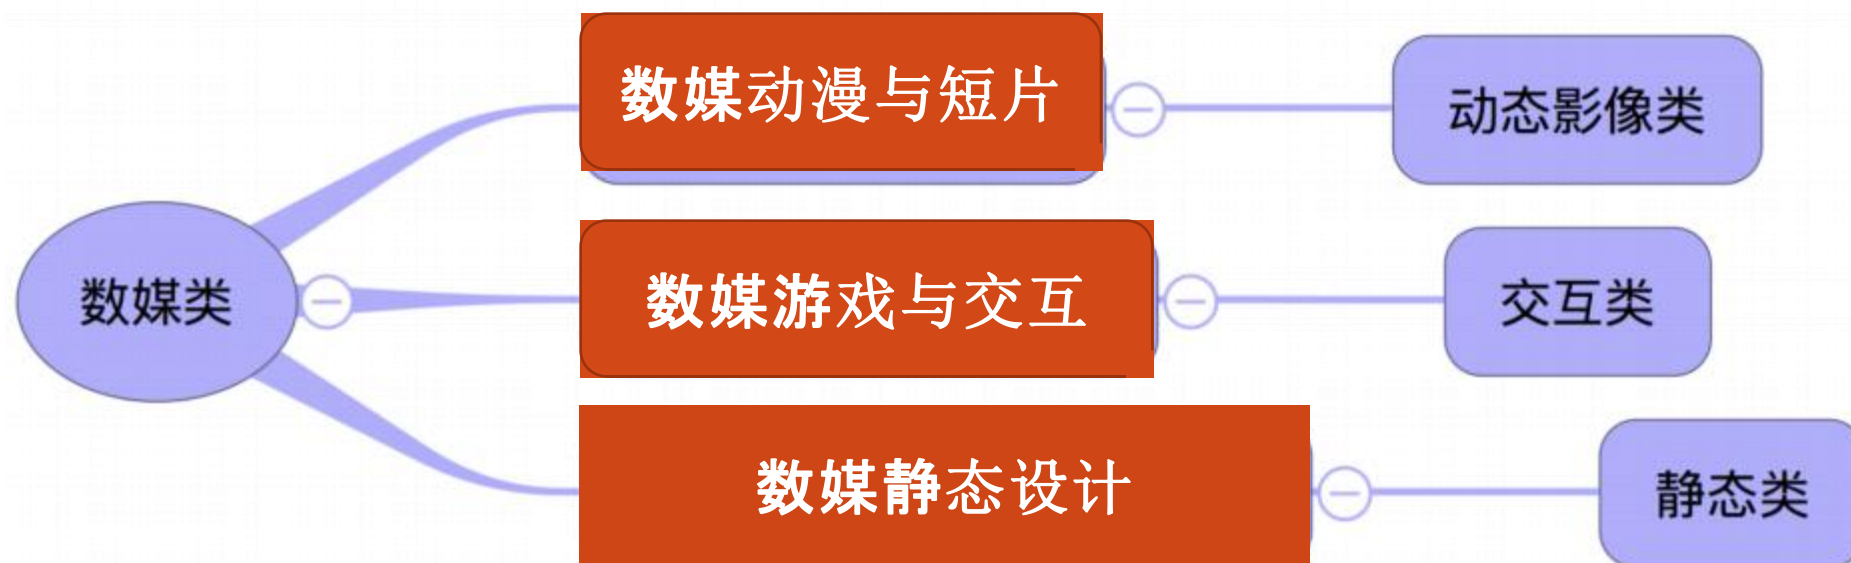 数媒动漫与短片
动态影像类
数媒类
数媒游戏与交互
交互类
数媒静态设计
静态类